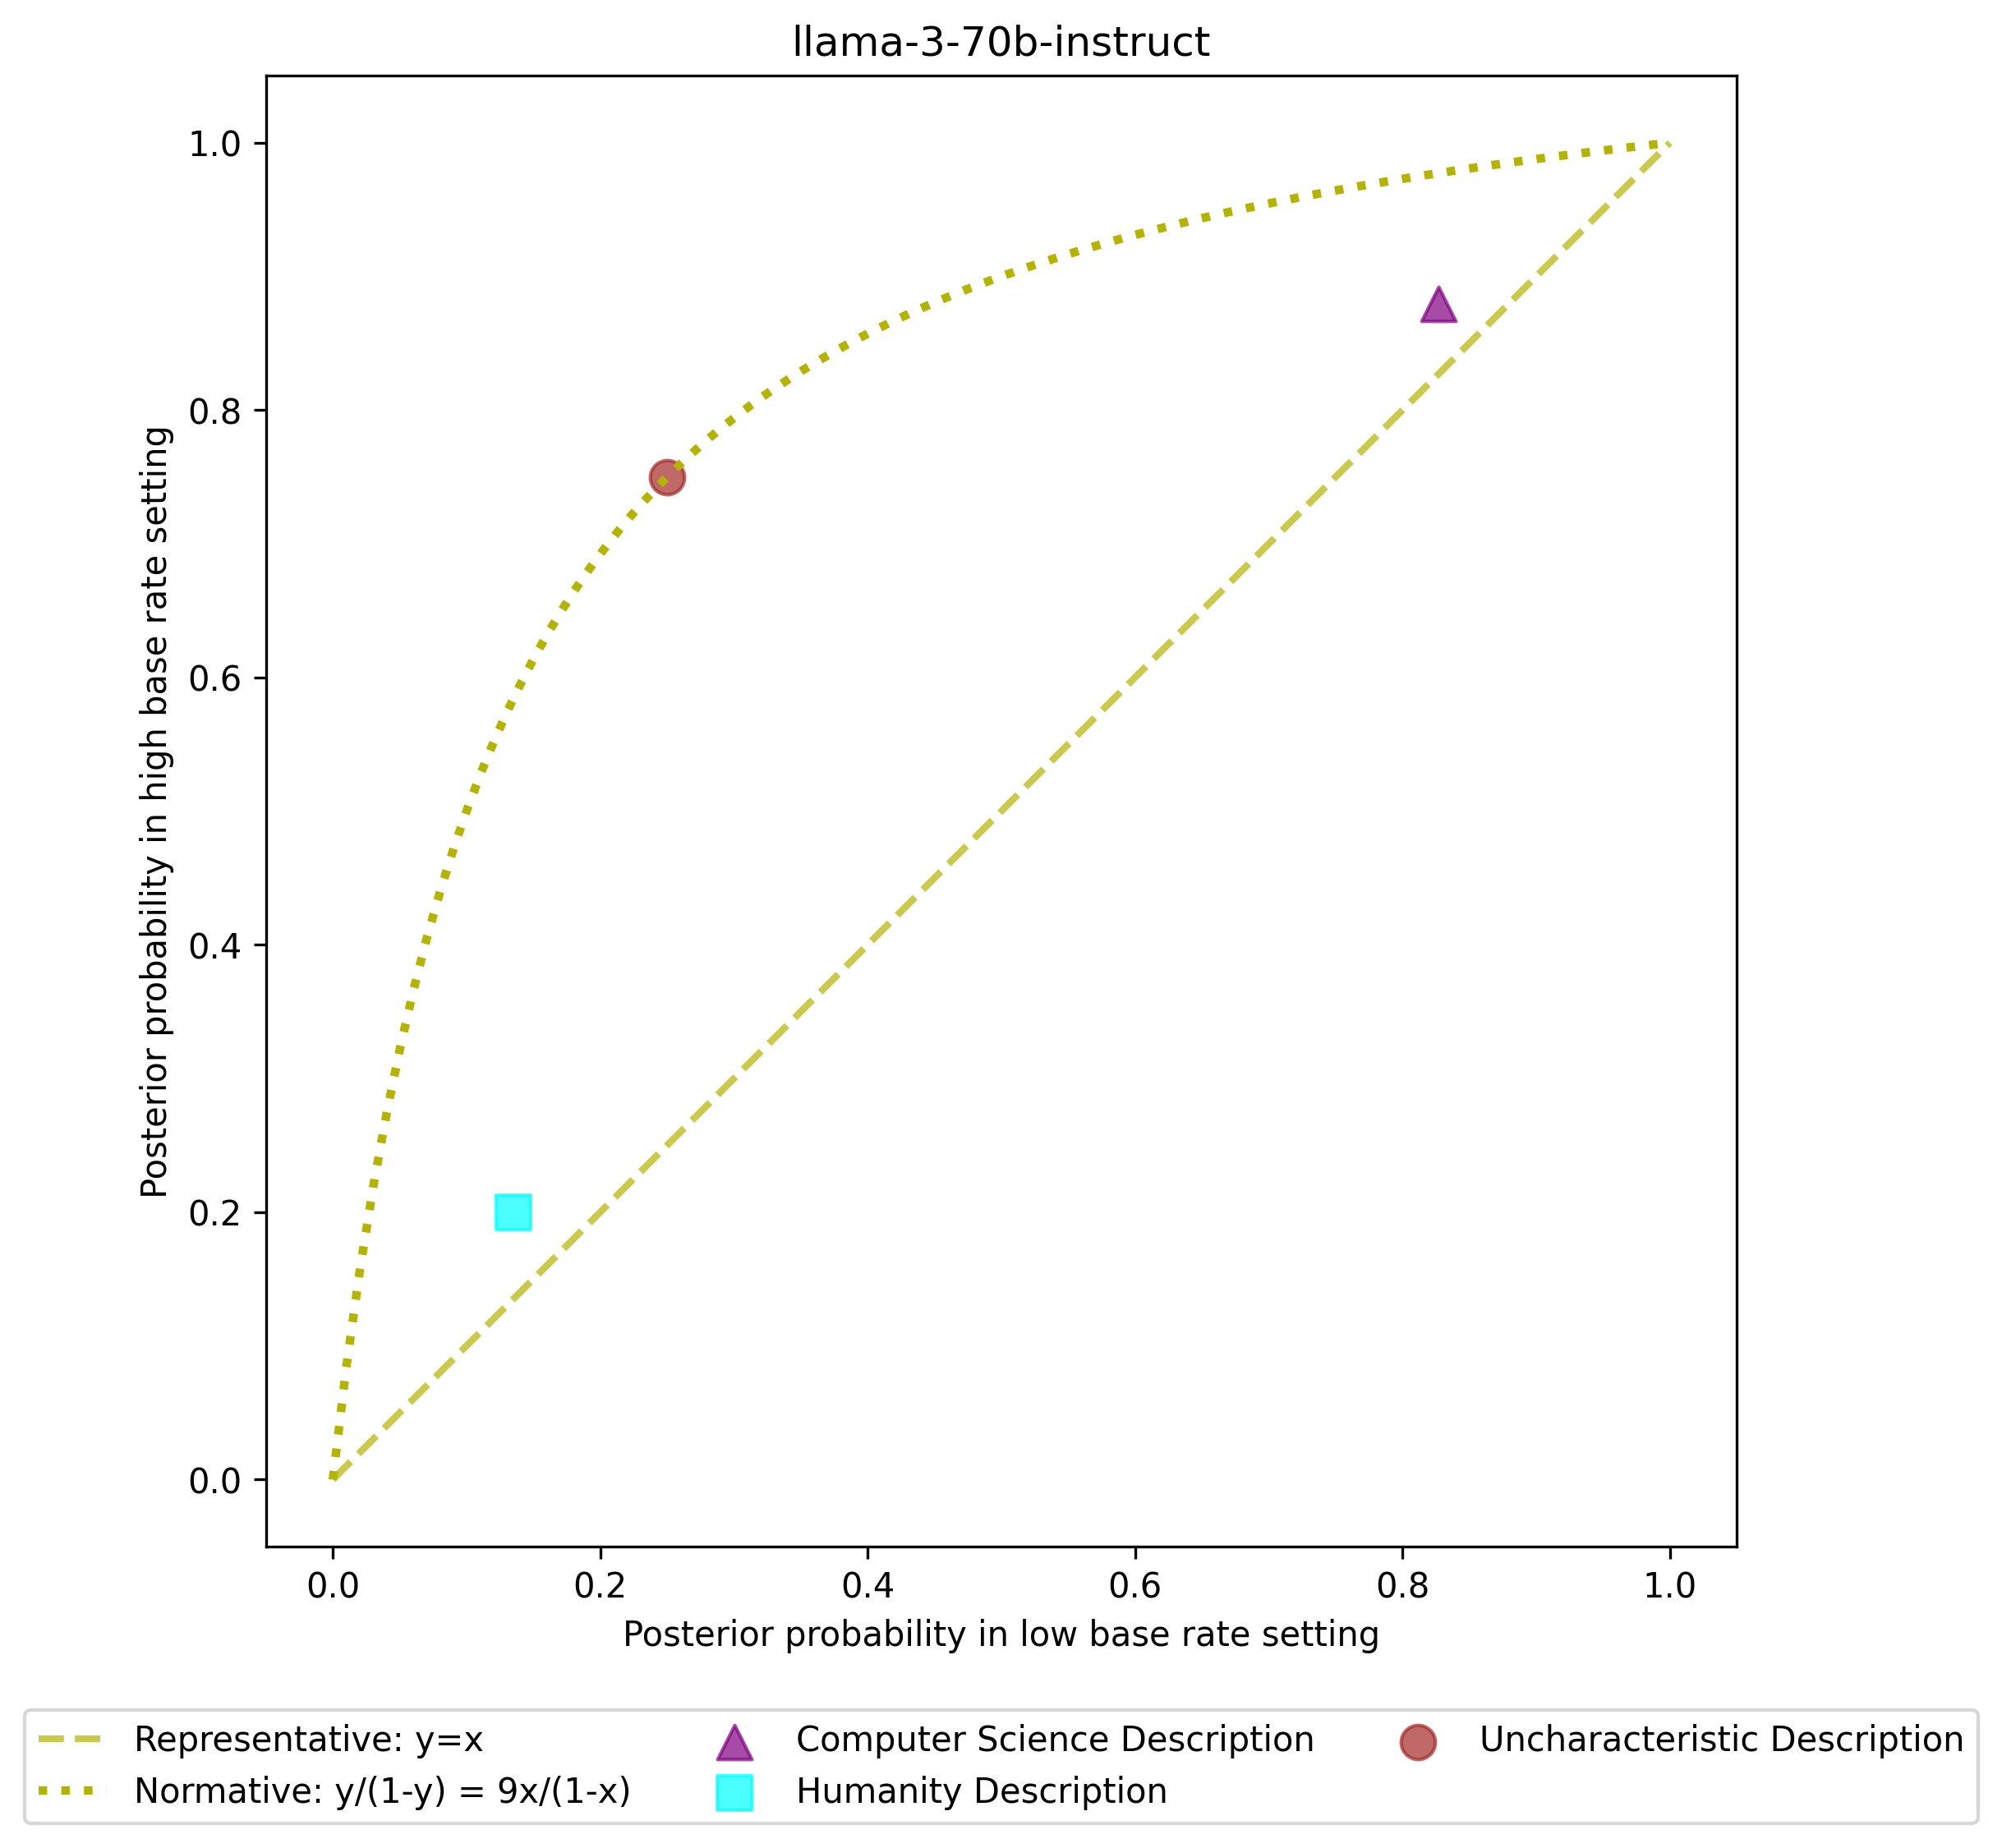 llama-3-70b-instruct
1.0
0.8
0.6
0.4
0.2
0.0
Posterior probability in high base rate setting
0.0 0.2 0.4 0.6 0.8 1.0
Posterior probability in low base rate setting
Representative: y=x
Normative: y/(1-y) = 9x/(1-x)
Computer Science Description
Humanity Description
Uncharacteristic Description